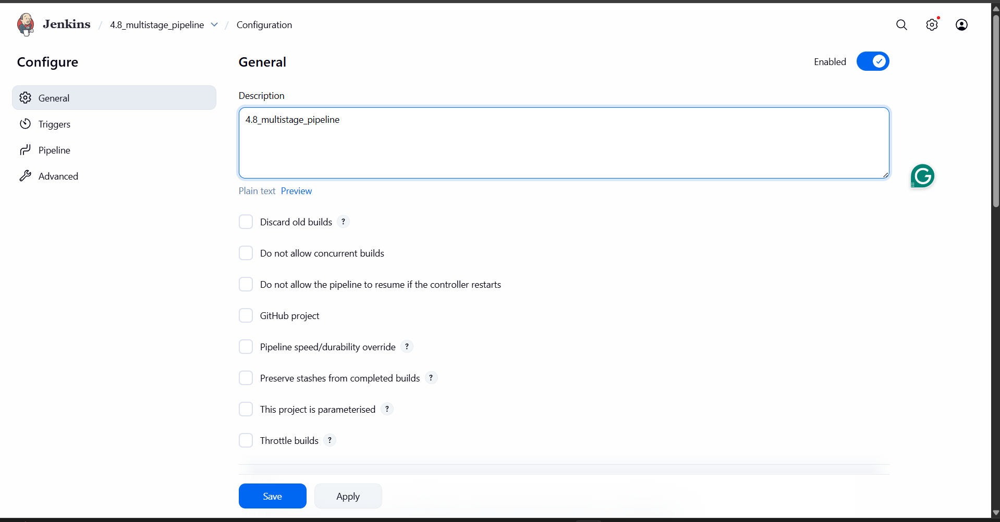 Jenkins / 4.8_multistage_pipeline / Configuration
Configure
General
Triggers
Pipeline
Advanced
General
Enabled
Description
4.8_multistage_pipeline
Plain text Preview
Discard old builds ?
Do not allow concurrent builds
Do not allow the pipeline to resume if the controller restarts
GitHub project
Pipeline speed/durability override ?
Preserve stashes from completed builds ?
This project is parameterised ?
Throttle builds ?
Save Apply